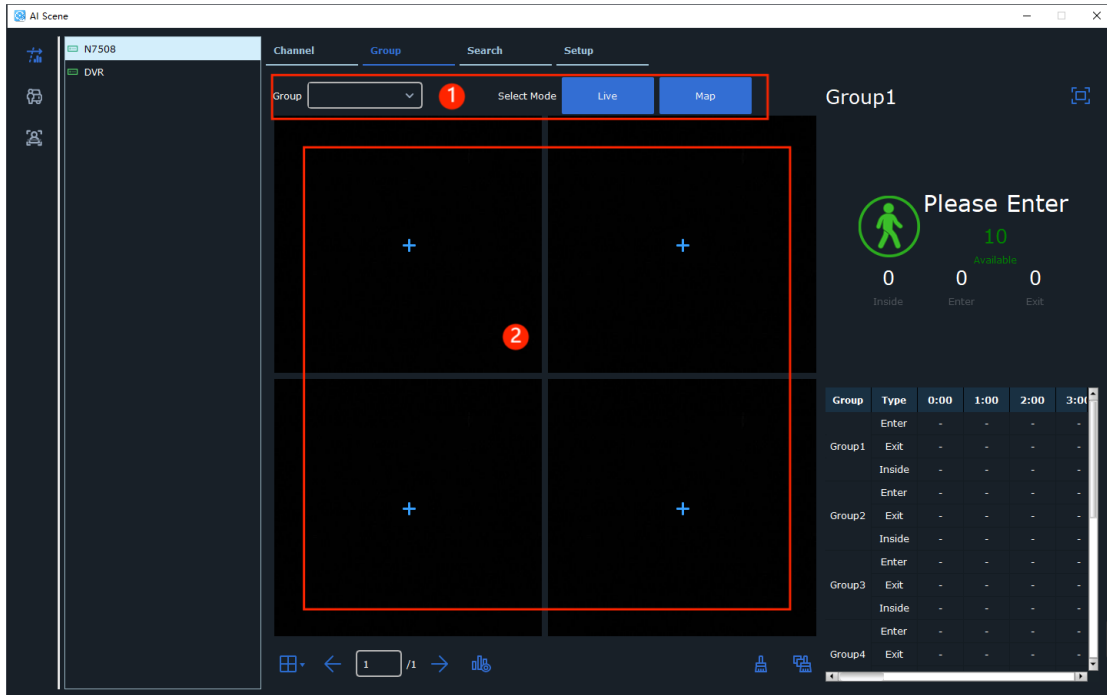 AI Scene
N7508
DVR
Channel Group Search Setup
Group 1 Select Mode Live Map
Group1
Please Enter
10
Available
0 0 0
Inside Enter Exit
2
Group Type 0:00 1:00 2:00 3:00
Enter - - - -
Group1 Exit - - - -
Inside - - - -
Enter - - - -
Group2 Exit - - - -
Inside - - - -
Enter - - - -
Group3 Exit - - - -
Inside - - - -
Enter - - - -
Group4 Exit - - - -
1 /1